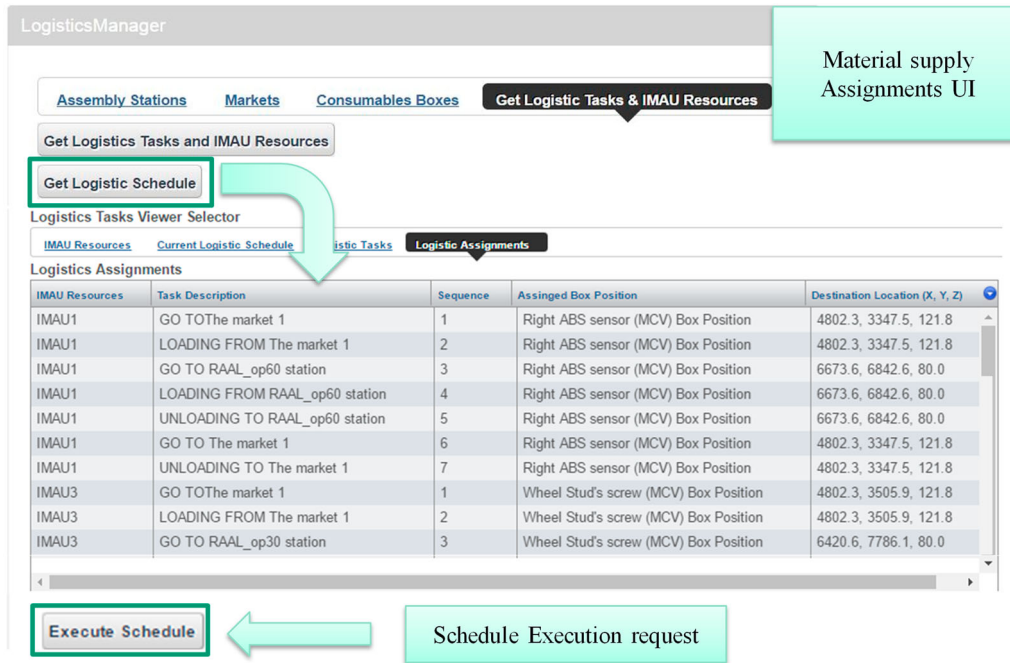 LogisticsManager
Material supply
Assignments UI
Assembly Stations Markets Consumables Boxes Get Logistic Tasks & IMAU Resources
Get Logistics Tasks and IMAU Resources
Get Logistic Schedule
Logistics Tasks Viewer Selector
IMAU Resources Current Logistic Schedule istic Tasks Logistic Assignments
Logistics Assignments
IMAU Resources Task Description Sequence Assinged Box Position Destination Location (X, Y, Z)
IMAU1 GO TOThe market 1 1 Right ABS sensor (MCV) Box Position 4802.3, 3347.5, 121.8
IMAU1 LOADING FROM The market 1 2 Right ABS sensor (MCV) Box Position 4802.3, 3347.5, 121.8
IMAU1 GO TO RAAL_op60 station 3 Right ABS sensor (MCV) Box Position 6673.6, 6842.6, 80.0
IMAU1 LOADING FROM RAAL_op60 station 4 Right ABS sensor (MCV) Box Position 6673.6, 6842.6, 80.0
IMAU1 UNLOADING TO RAAL_op60 station 5 Right ABS sensor (MCV) Box Position 6673.6, 6842.6, 80.0
IMAU1 GO TO The market 1 6 Right ABS sensor (MCV) Box Position 4802.3, 3347.5, 121.8
IMAU1 UNLOADING TO The market 1 7 Right ABS sensor (MCV) Box Position 4802.3, 3347.5, 121.8
IMAU3 GO TOThe market 1 1 Wheel Stud's screw (MCV) Box Position 4802.3, 3505.9, 121.8
IMAU3 LOADING FROM The market 1 2 Wheel Stud's screw (MCV) Box Position 4802.3, 3505.9, 121.8
IMAU3 GO TO RAAL_op30 station 3 Wheel Stud's screw (MCV) Box Position 6420.6, 7786.1, 80.0
Execute Schedule
Schedule Execution request